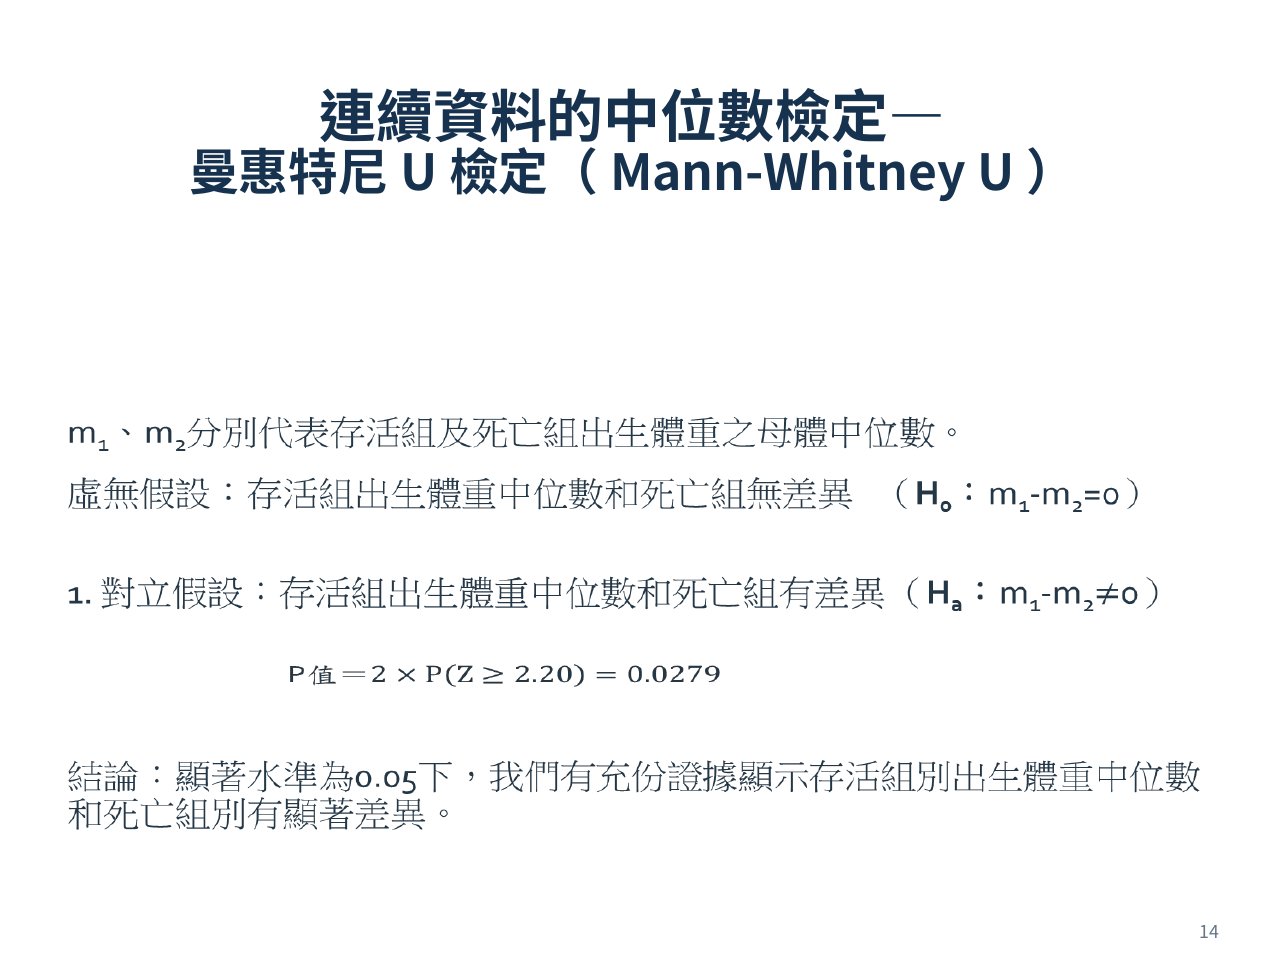 連續資料的中位數檢定—
曼惠特尼 U 檢定（ Mann-Whitney U ）
m₁、m₂分別代表存活組及死亡組出生體重之母體中位數。
虛無假設：存活組出生體重中位數和死亡組無差異 （H₀：m₁-m₂=0）
1. 對立假設：存活組出生體重中位數和死亡組有差異（Hₐ：m₁-m₂≠0）
P值＝2 × P(Z ≥ 2.20) = 0.0279
結論：顯著水準為0.05下，我們有充份證據顯示存活組別出生體重中位數
和死亡組別有顯著差異。
14